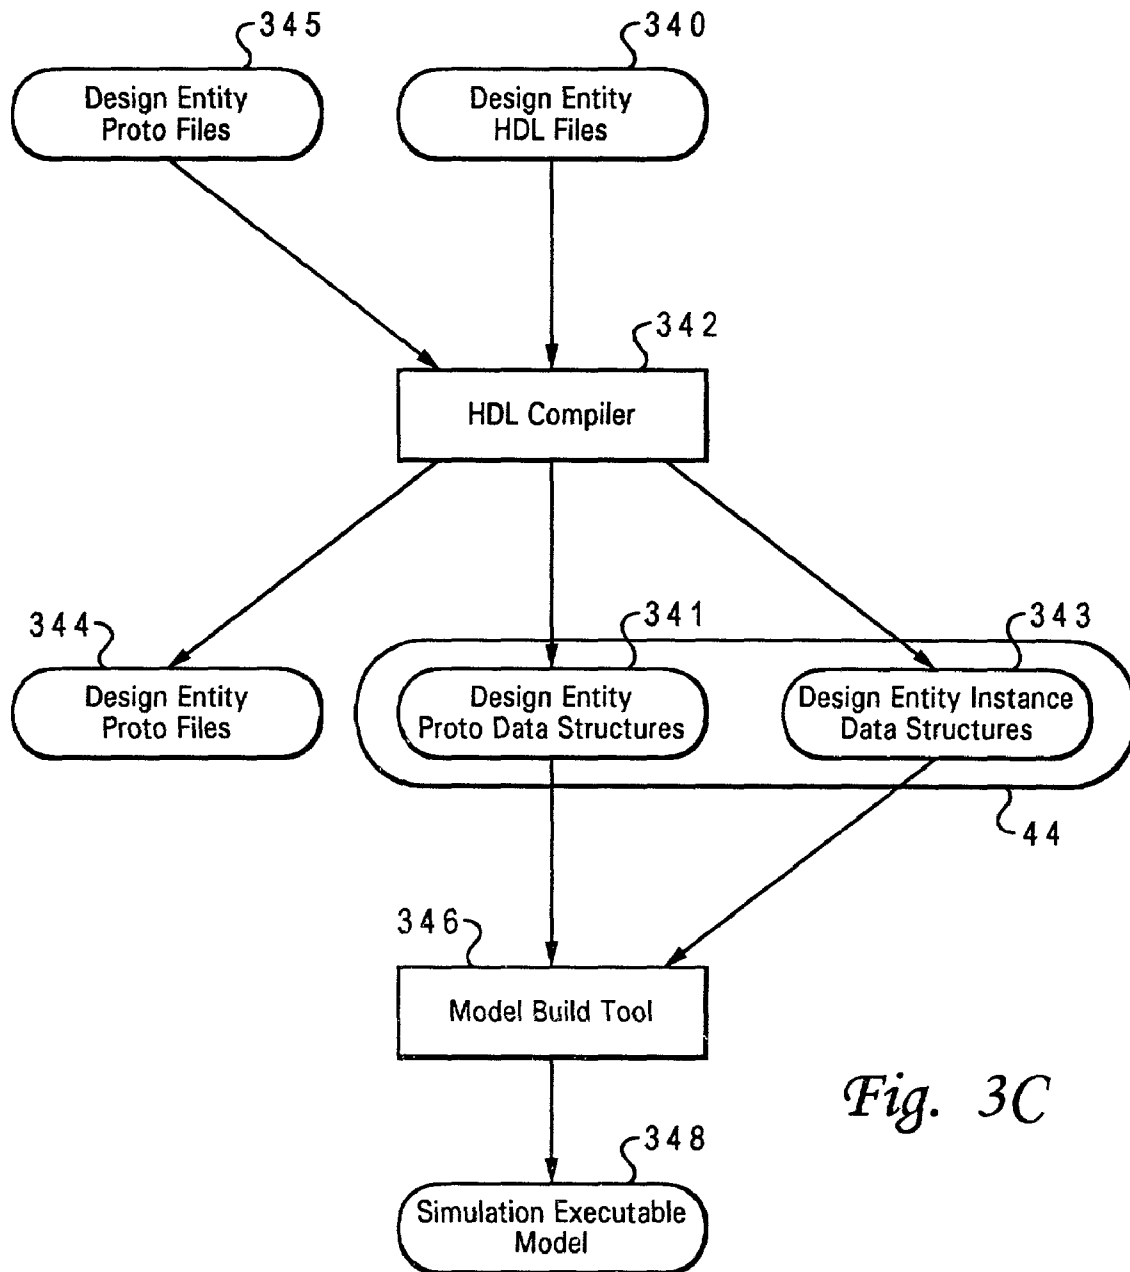 345
340
Design Entity
Proto Files
Design Entity
HDL Files
342
HDL Compiler
344
341
343
Design Entity
Proto Files
Design Entity
Proto Data Structures
Design Entity Instance
Data Structures
44
346
Model Build Tool
Fig. 3C
348
Simulation Executable
Model